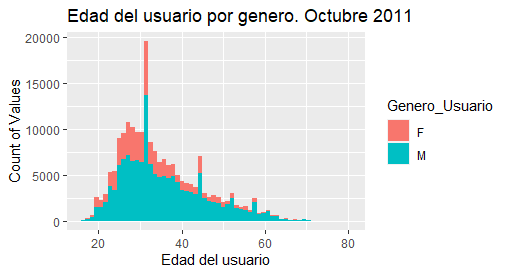 Edad del usuario por genero. Octubre 2011
20000
15000
10000
5000
0
Count of Values
20
40
60
80
Edad del usuario
Genero_Usuario
F
M